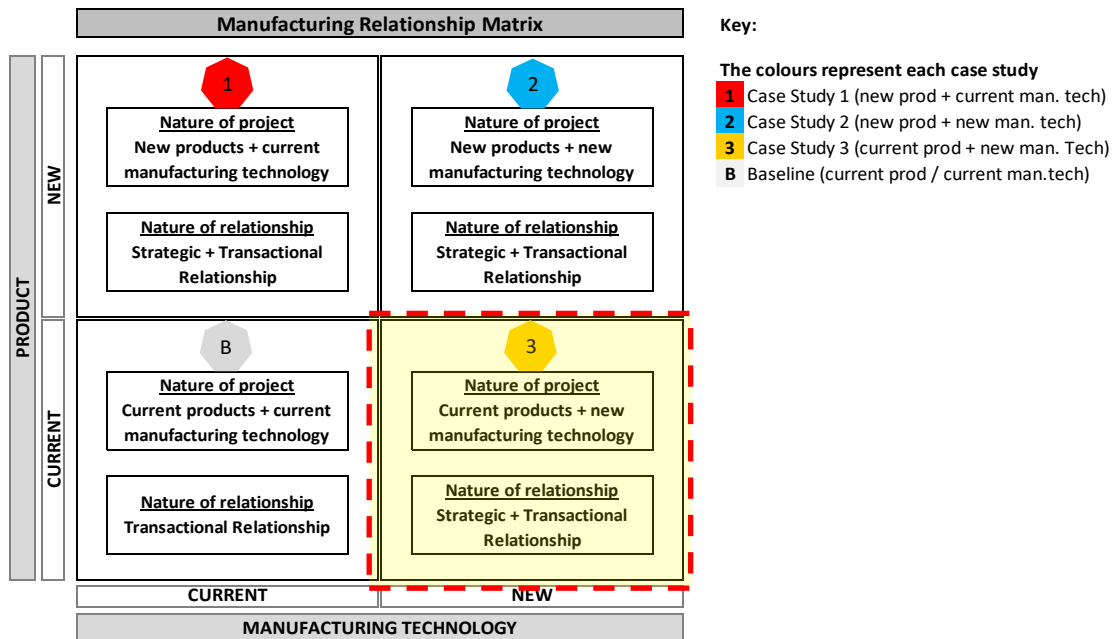 Manufacturing Relationship Matrix
Key:
The colours represent each case study
1 Case Study 1 (new prod + current man. tech)
2 Case Study 2 (new prod + new man. tech)
3 Case Study 3 (current prod + new man. Tech)
B Baseline (current prod / current man.tech)
PRODUCT
NEW
1
Nature of project
New products + current
manufacturing technology
Nature of relationship
Strategic + Transactional
Relationship
2
Nature of project
New products + new
manufacturing technology
Nature of relationship
Strategic + Transactional
Relationship
CURRENT
B
Nature of project
Current products + current
manufacturing technology
Nature of relationship
Transactional Relationship
3
Nature of project
Current products + new
manufacturing technology
Nature of relationship
Strategic + Transactional
Relationship
CURRENT
NEW
MANUFACTURING TECHNOLOGY